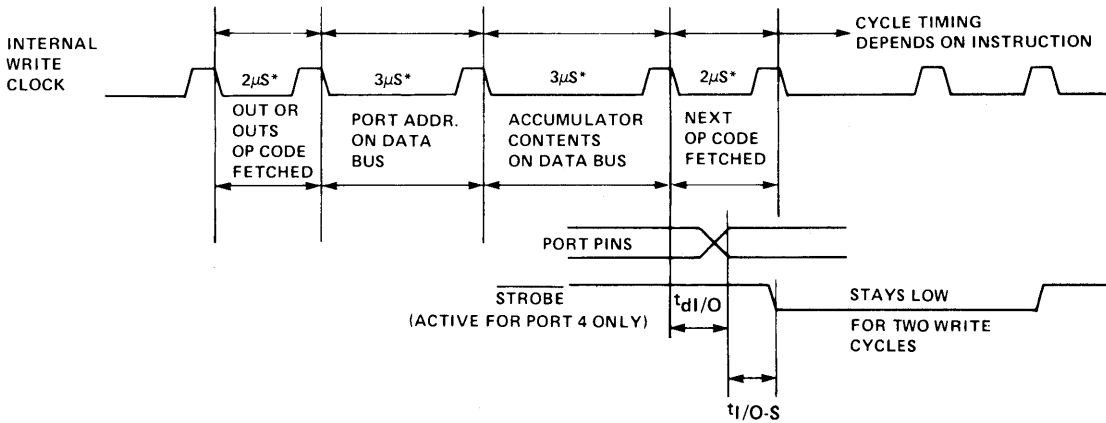 INTERNAL
WRITE
CLOCK
2μS*
3μS*
3μS*
2μS*
CYCLE TIMING
DEPENDS ON INSTRUCTION
OUT OR
OUTS
OP CODE
FETCHED
PORT ADDR.
ON DATA
BUS
ACCUMULATOR
CONTENTS
ON DATA BUS
NEXT
OP CODE
FETCHED
PORT PINS
STROBE
(ACTIVE FOR PORT 4 ONLY)
tdI/O
STAYS LOW
FOR TWO WRITE
CYCLES
tI/O-S